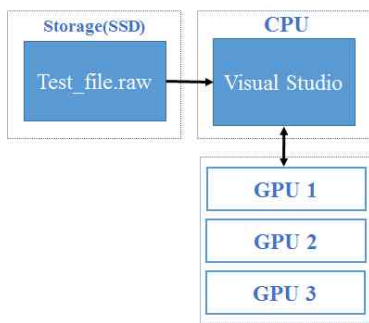 Storage(SSD)
Test_file.raw
CPU
Visual Studio
GPU 1
GPU 2
GPU 3